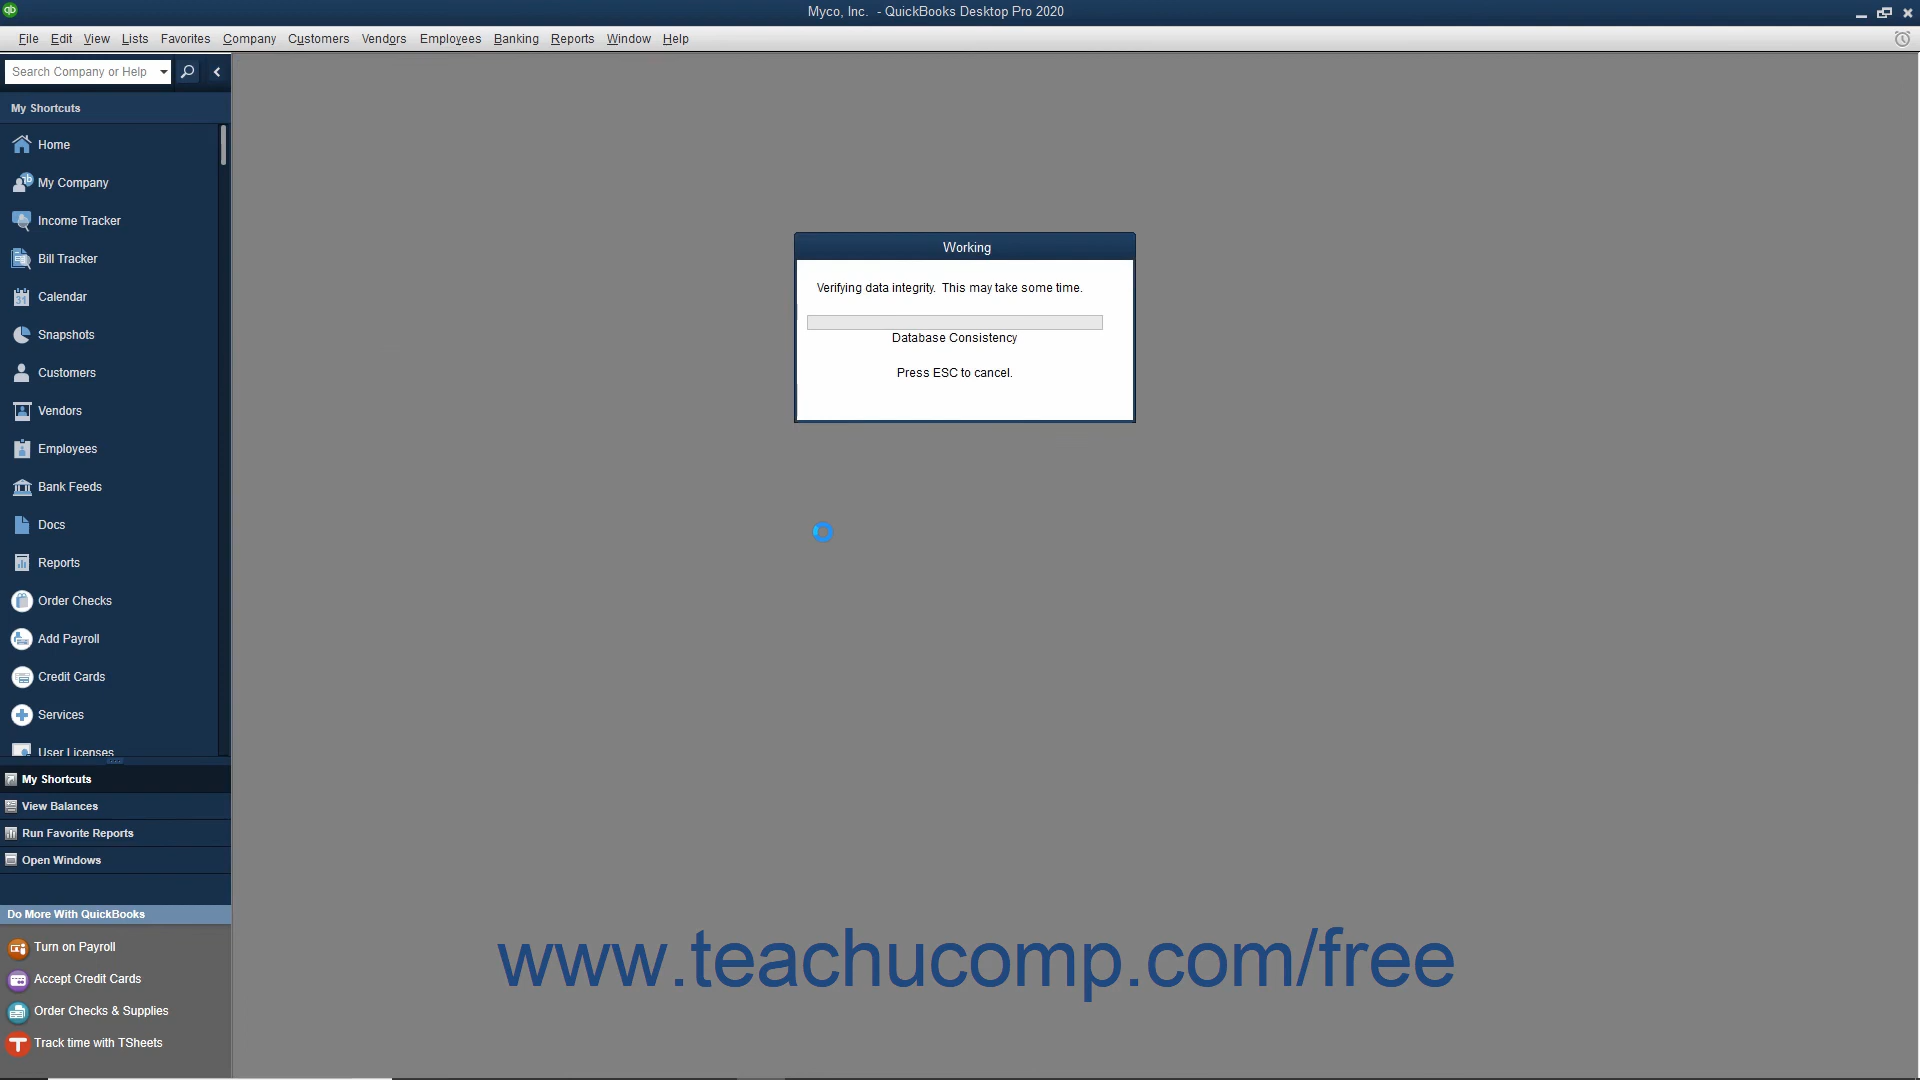 Myco, Inc. - QuickBooks Desktop Pro 2020
File Edit View Lists Favorites Company Customers Vendors Employees Banking Reports Window Help
Search Company or Help
My Shortcuts
Home
My Company
Income Tracker
Bill Tracker
Calendar
Snapshots
Customers
Vendors
Employees
Bank Feeds
Docs
Reports
Order Checks
Add Payroll
Credit Cards
Services
User Licenses
My Shortcuts
View Balances
Run Favorite Reports
Open Windows
Do More With QuickBooks
Turn on Payroll
Accept Credit Cards
Order Checks & Supplies
Track time with TSheets
Working
Verifying data integrity. This may take some time.
Database Consistency
Press ESC to cancel.
www.teachucomp.com/free